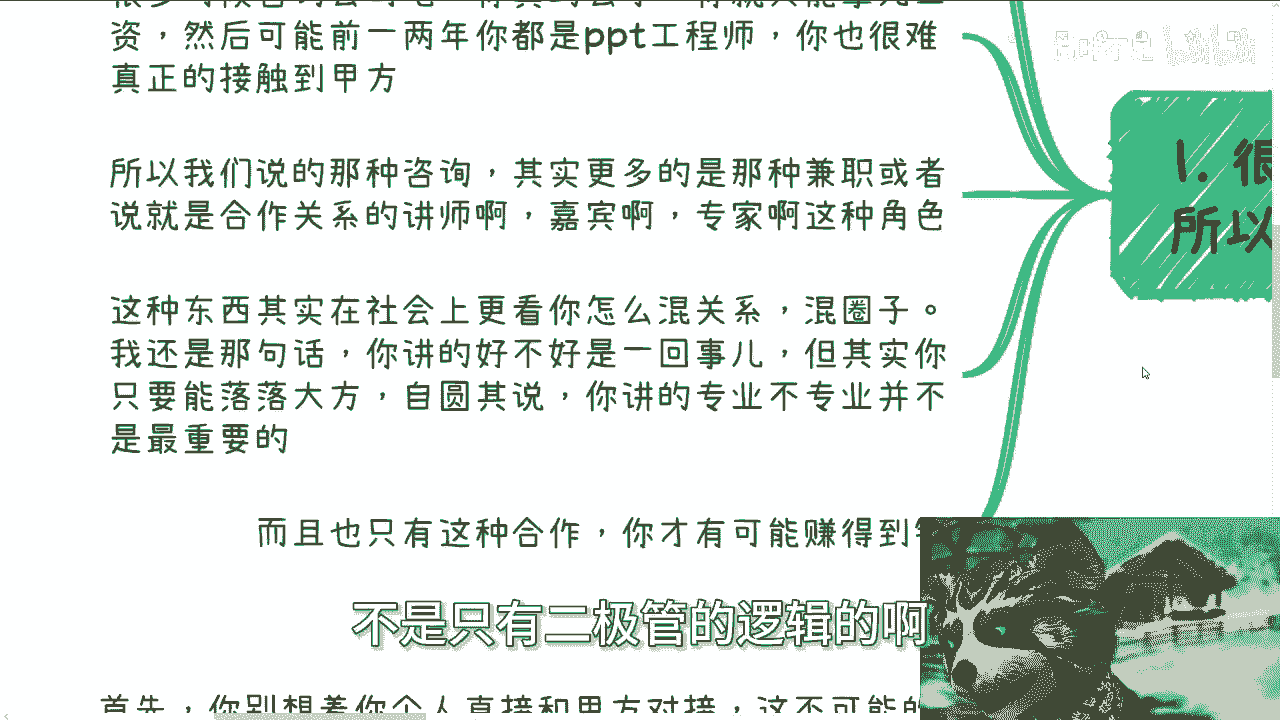 资，然后可能前一两年你都是ppt工程师，你也很难
真正的接触到甲方
所以我们说的那种咨询，其实更多的是那种兼职或者
说就是合作关系的讲师啊，嘉宾啊，专家啊这种角色
这种东西其实在社会上更看你怎么混关系，混圈子。
我还是那句话，你讲的好不好是一回事儿，但其实你
只要能落落大方，自圆其说，你讲的专业不专业并不
是最重要的
而且也只有这种合作，你才有可能赚得到
1. 很
所以
不是只有二极管的逻辑的啊
首先，你别想着你个人直接和甲方对接，这不可能的